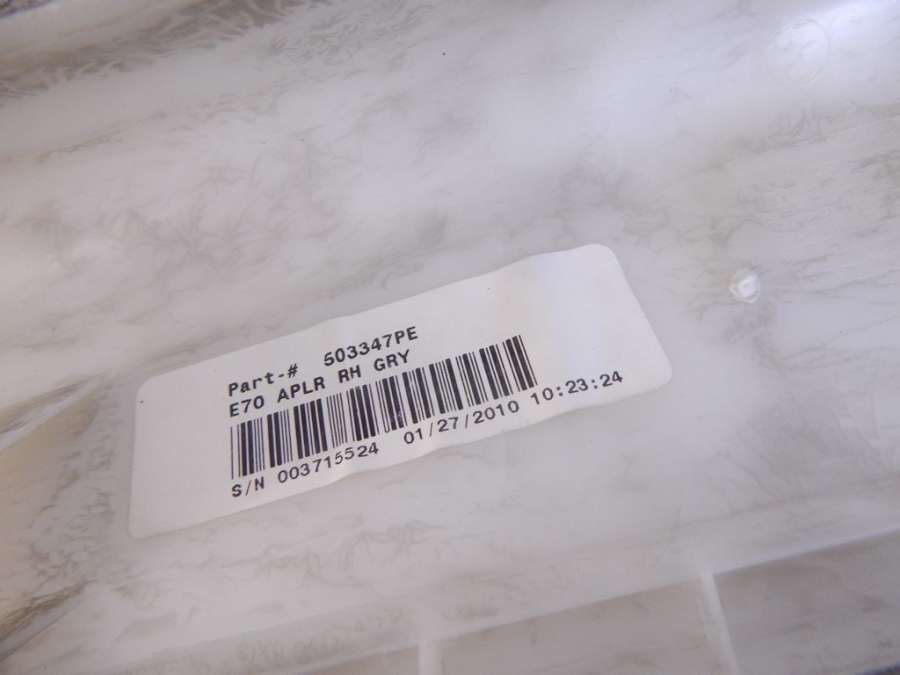 Part-# 503347PE
E70 APLR RH GRY
S/N 003715524 01/27/2010 10:23:24